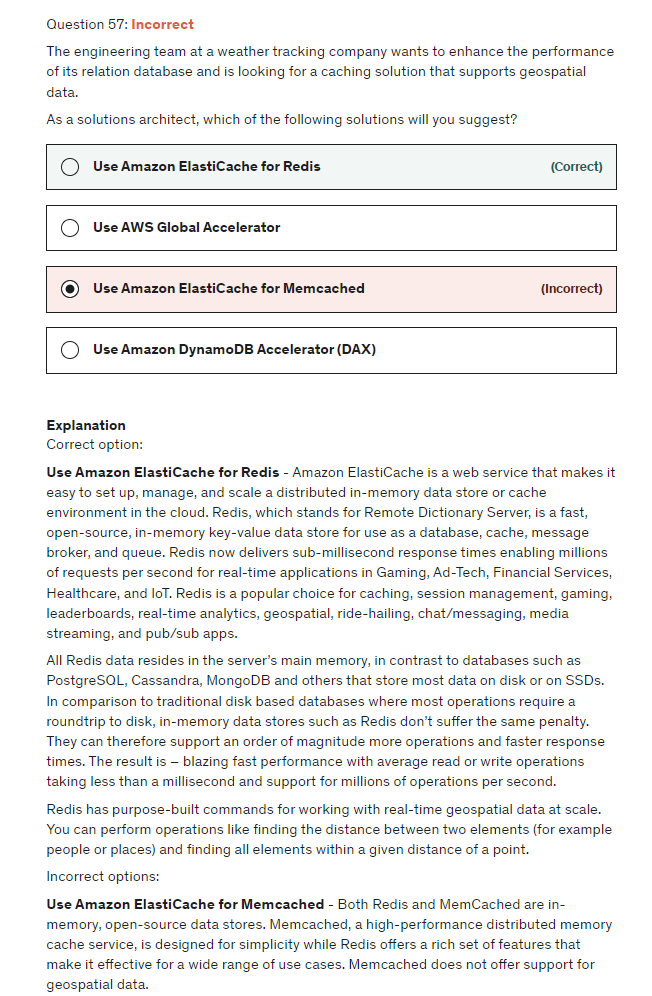 Question 57: Incorrect
The engineering team at a weather tracking company wants to enhance the performance
of its relation database and is looking for a caching solution that supports geospatial
data.
As a solutions architect, which of the following solutions will you suggest?
Use Amazon ElastiCache for Redis (Correct)
Use AWS Global Accelerator
Use Amazon ElastiCache for Memcached (Incorrect)
Use Amazon DynamoDB Accelerator (DAX)
Explanation
Correct option:
Use Amazon ElastiCache for Redis - Amazon ElastiCache is a web service that makes it
easy to set up, manage, and scale a distributed in-memory data store or cache
environment in the cloud. Redis, which stands for Remote Dictionary Server, is a fast,
open-source, in-memory key-value data store for use as a database, cache, message
broker, and queue. Redis now delivers sub-millisecond response times enabling millions
of requests per second for real-time applications in Gaming, Ad-Tech, Financial Services,
Healthcare, and IoT. Redis is a popular choice for caching, session management, gaming,
leaderboards, real-time analytics, geospatial, ride-hailing, chat/messaging, media
streaming, and pub/sub apps.
All Redis data resides in the server's main memory, in contrast to databases such as
PostgreSQL, Cassandra, MongoDB and others that store most data on disk or on SSDs.
In comparison to traditional disk based databases where most operations require a
roundtrip to disk, in-memory data stores such as Redis don't suffer the same penalty.
They can therefore support an order of magnitude more operations and faster response
times. The result is – blazing fast performance with average read or write operations
taking less than a millisecond and support for millions of operations per second.
Redis has purpose-built commands for working with real-time geospatial data at scale.
You can perform operations like finding the distance between two elements (for example
people or places) and finding all elements within a given distance of a point.
Incorrect options:
Use Amazon ElastiCache for Memcached - Both Redis and MemCached are in-
memory, open-source data stores. Memcached, a high-performance distributed memory
cache service, is designed for simplicity while Redis offers a rich set of features that
make it effective for a wide range of use cases. Memcached does not offer support for
geospatial data.